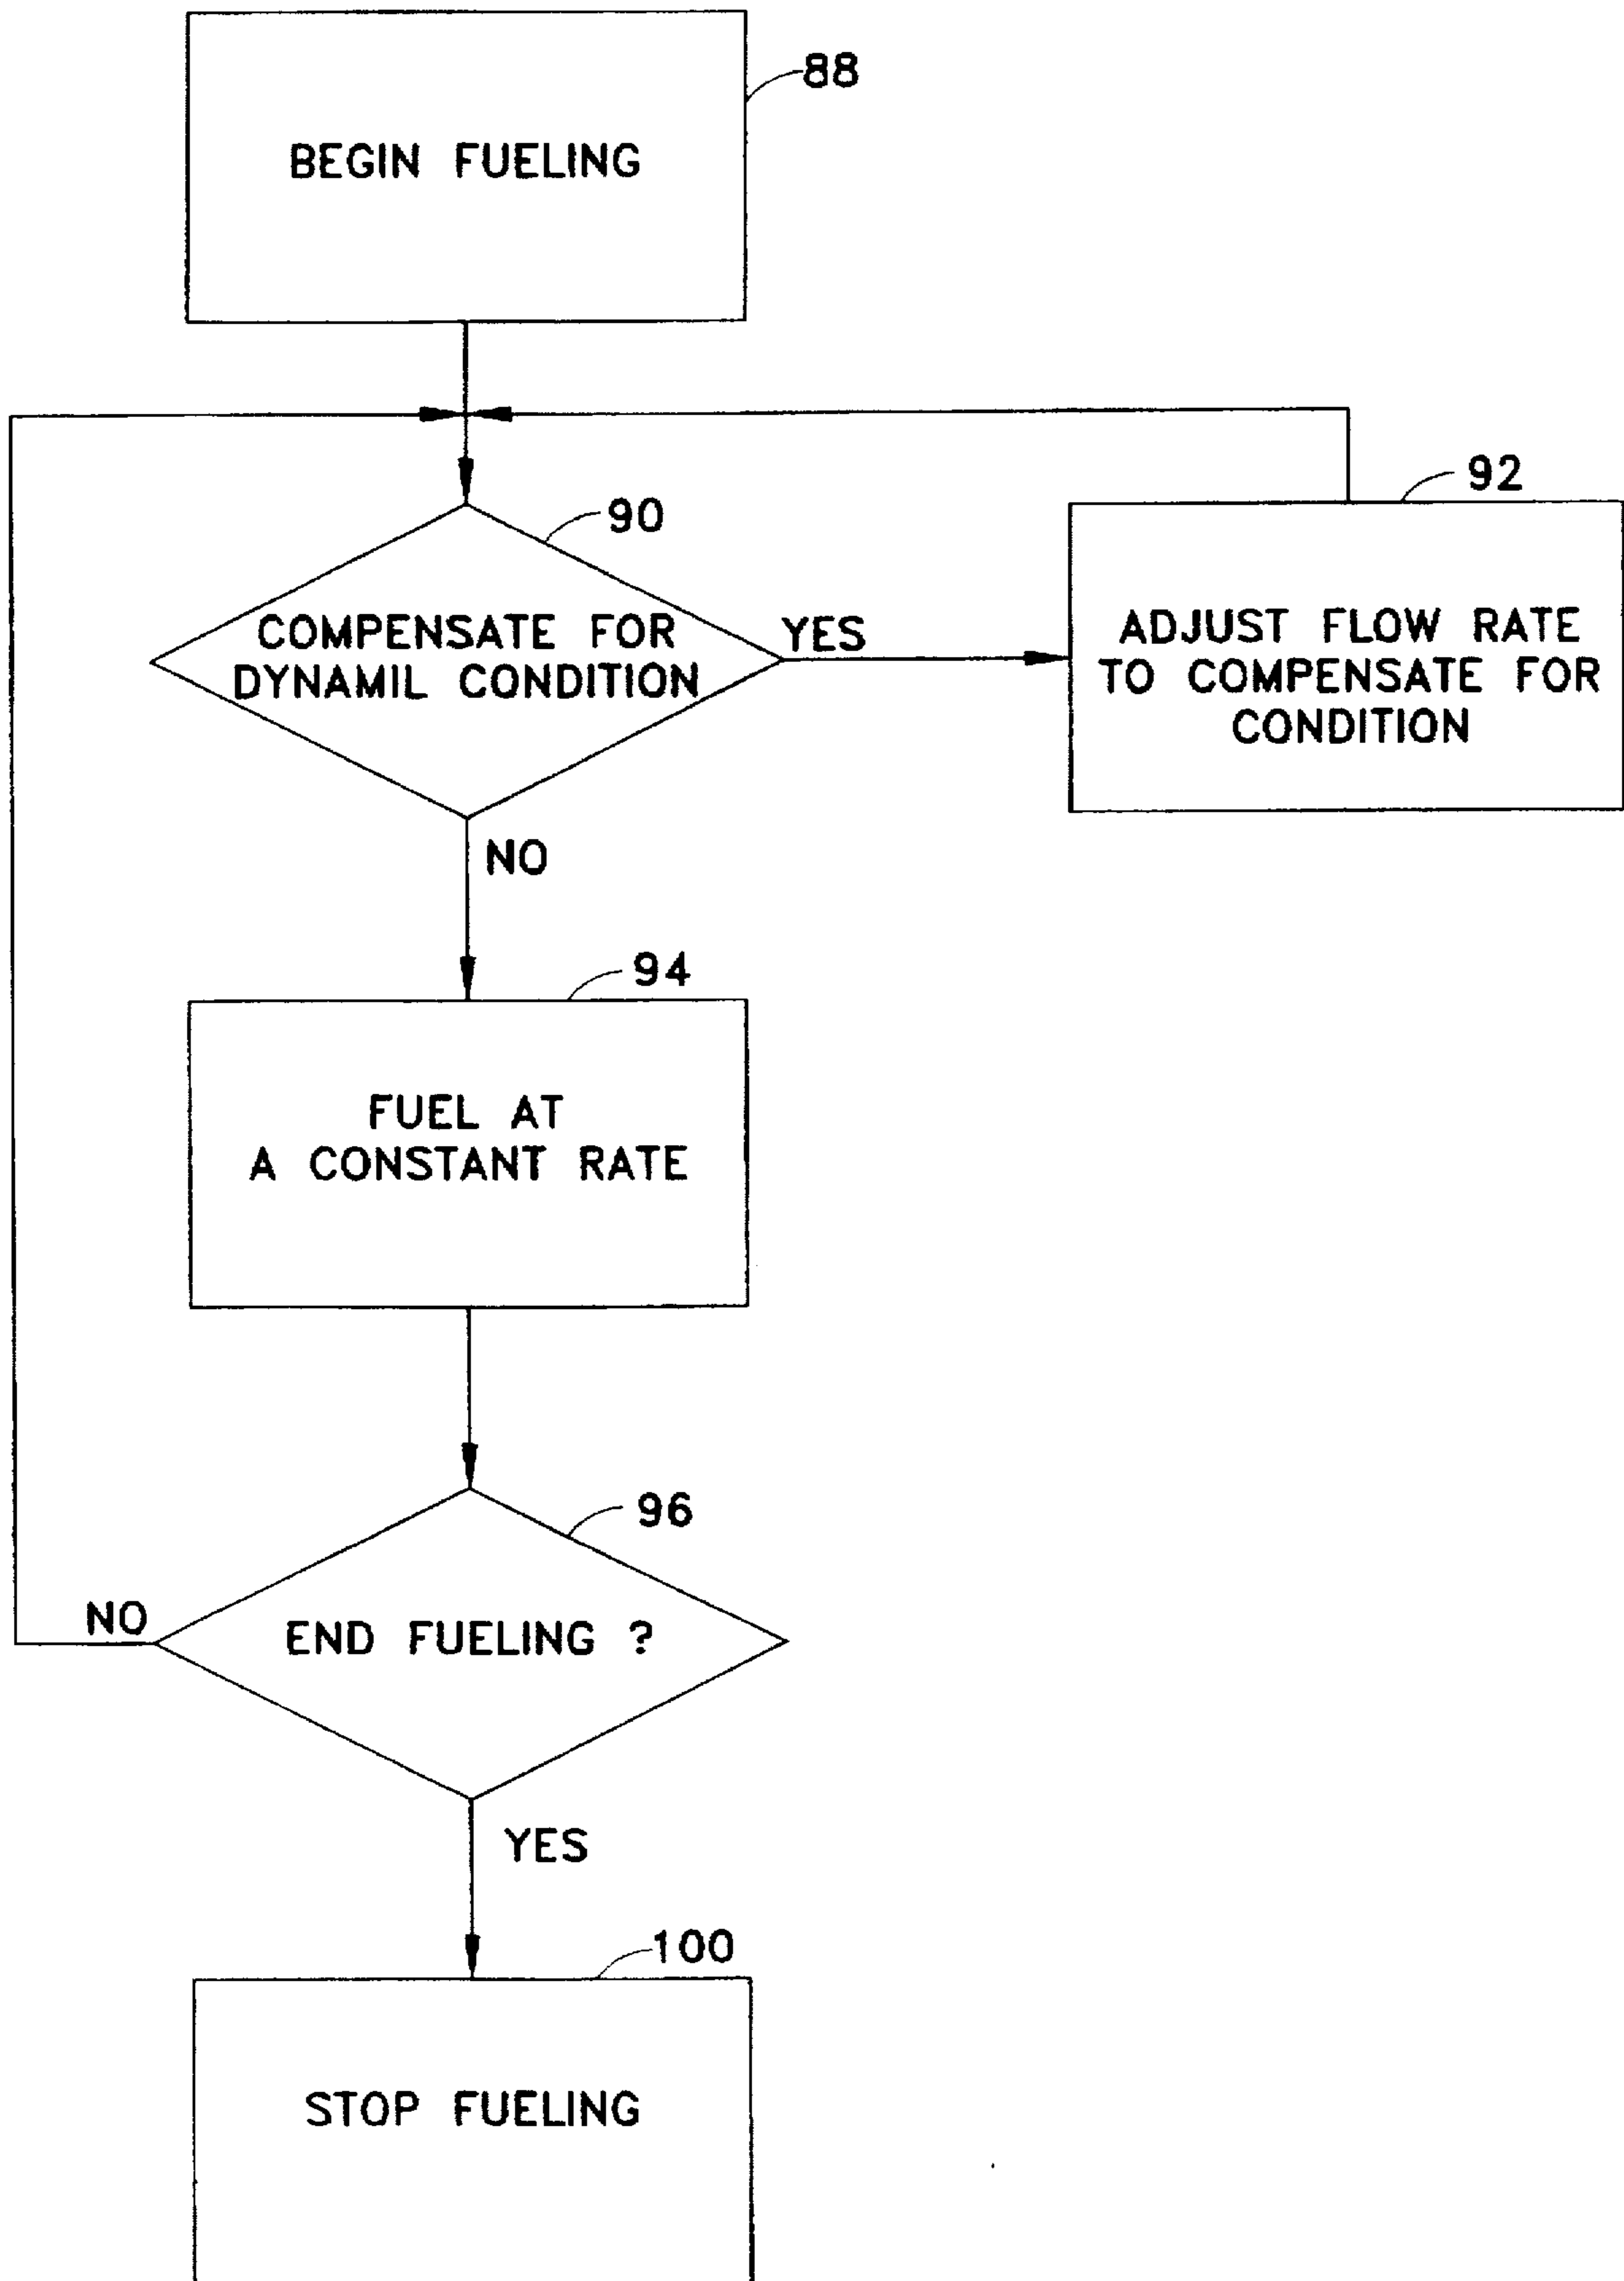 BEGIN FUELING
88
90
COMPENSATE FOR
DYNAMIL CONDITION
YES
92
ADJUST FLOW RATE
TO COMPENSATE FOR
CONDITION
NO
94
FUEL AT
A CONSTANT RATE
96
END FUELING ?
NO
YES
100
STOP FUELING